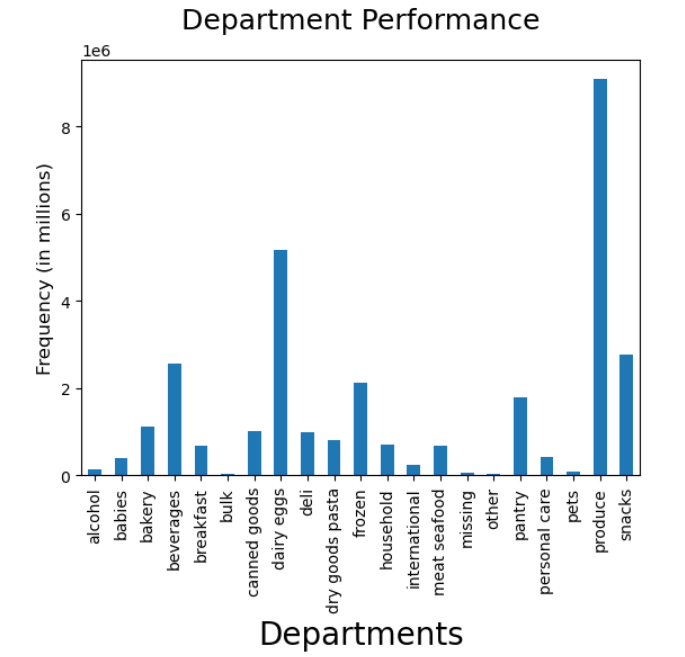 Department Performance
1e6
Frequency (in millions)
8
6
4
2
0
alcohol
babies
bakery
beverages
breakfast
bulk
canned goods
dairy eggs
deli
dry goods pasta
frozen
household
international
meat seafood
missing
other
pantry
personal care
pets
produce
snacks
Departments